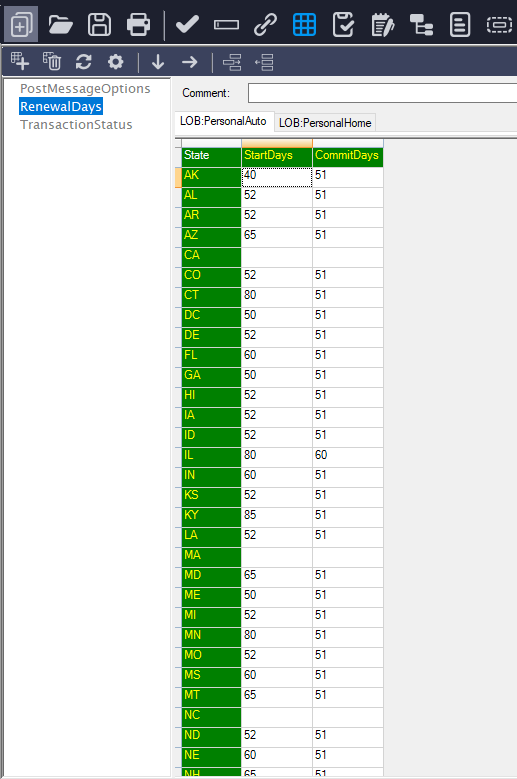 PostMessageOptions
RenewalDays
TransactionStatus
Comment:
LOB:PersonalAuto LOB:PersonalHome
State StartDays CommitDays
AK 40 51
AL 52 51
AR 52 51
AZ 65 51
CA
CO 52 51
CT 80 51
DC 50 51
DE 52 51
FL 60 51
GA 50 51
HI 52 51
IA 52 51
ID 52 51
IL 80 60
IN 60 51
KS 52 51
KY 85 51
LA 52 51
MA
MD 65 51
ME 50 51
MI 52 51
MN 80 51
MO 52 51
MS 60 51
MT 65 51
NC
ND 52 51
NE 60 51
NH 65 51